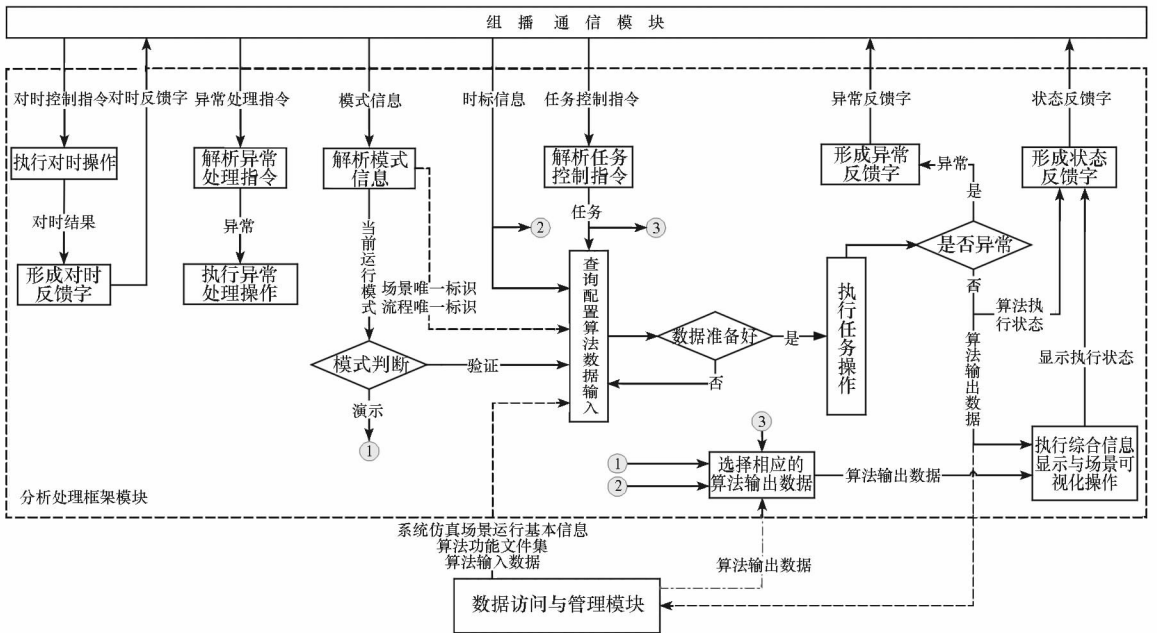 组播通信模块
对时控制指令
对时反馈字
异常处理指令
模式信息
时标信息
任务控制指令
异常反馈字
状态反馈字
执行对时操作
解析异常
处理指令
解析模式
信息
解析任务
控制指令
形成异常
反馈字
异常
形成状态
反馈字
是
对时结果
异常
当前运行模式
任务
2
3
是否异常
形成对时
反馈字
执行异常
处理操作
场景唯一标识
流程唯一标识
查询配置算法数据输入
执行任务操作
否
算法执
行状态
数据准备好
是
否
模式判断
验证
算法输出数据
显示执行状态
演示
1
3
1
2
选择相应的
算法输出数据
算法输出数据
执行综合信息
显示与场景可
视化操作
分析处理框架模块
系统仿真场景运行基本信息
算法功能文件集
算法输入数据
算法输出数据
数据访问与管理模块